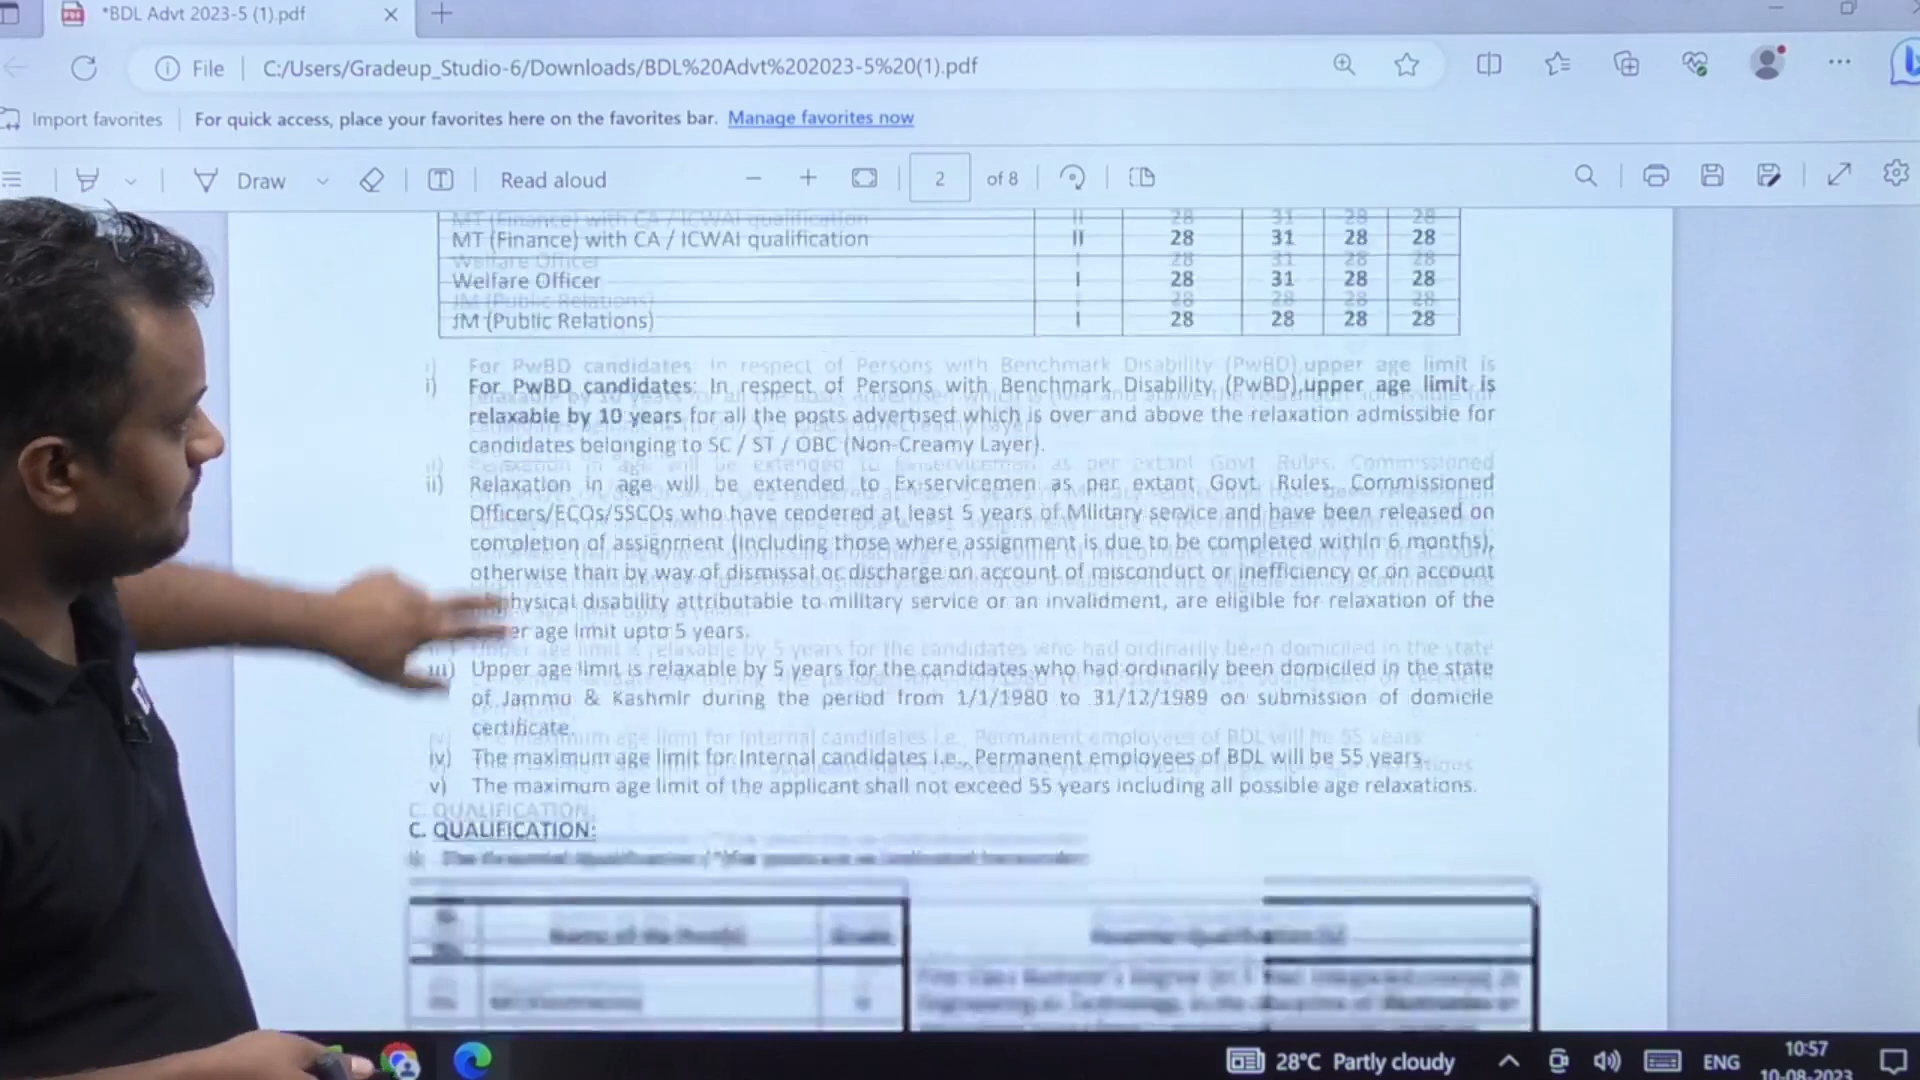 *BDL Advt 2023-5 (1).pdf
File C:/Users/Gradeup_Studio-6/Downloads/BDL%20Advt%202023-5%20(1).pdf
Import favorites For quick access, place your favorites here on the favorites bar. Manage favorites now
Draw Read aloud 2 of 8
MT (Finance) with CA / ICWAI qualification II 28 31 28 28
Welfare Officer I 28 31 28 28
JM (Public Relations) I 28 28 28 28
i) For PwBD candidates: In respect of Persons with Benchmark Disability (PwBD) upper age limit is
relaxable by 10 years for all the posts advertised which is over and above the relaxation admissible for
candidates belonging to SC / ST / OBC (Non-Creamy Layer).
ii) Relaxation in age will be extended to Ex-servicemen as per extant Govt. Rules. Commissioned
Officers/ECOs/SSCOs who have rendered at least 5 years of Military service and have been released on
completion of assignment (including those where assignment is due to be completed within 6 months),
otherwise than by way of dismissal or discharge on account of misconduct or inefficiency or on account
physical disability attributable to military service or an invalidment, are eligible for relaxation of the
er age limit upto 5 years.
iii) Upper age limit is relaxable by 5 years for the candidates who had ordinarily been domiciled in the state
of Jammu & Kashmir during the period from 1/1/1980 to 31/12/1989 on submission of domicile
certificate.
iv) The maximum age limit for Internal candidates i.e., Permanent employees of BDL will be 55 years.
v) The maximum age limit of the applicant shall not exceed 55 years including all possible age relaxations.
C. QUALIFICATION:
28°C Partly cloudy ENG 10:57
10-08-2023